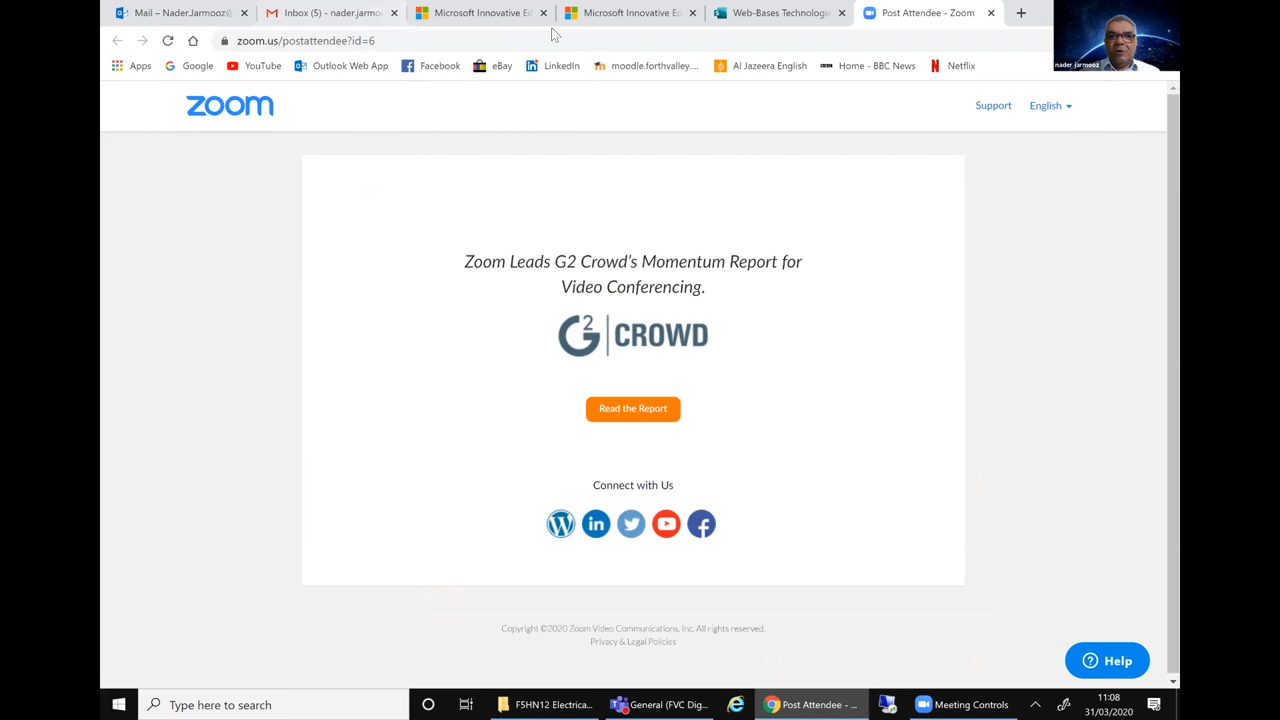 Mail – Nader.Jarmooz@
Inbox (5) - nader.jarmo
Microsoft Innovative Ed
Microsoft Innovative Ed
Web-Bases Technologie
Post Attendee - Zoom
zoom.us/postattendee?id=6
Apps
Google
YouTube
Outlook Web App
Facebook
eBay
LinkedIn
moodle.forthvalley....
Al Jazeera English
Home - BBC News
Netflix
nader jarmooz
zoom
Support
English
Zoom Leads G2 Crowd's Momentum Report for
Video Conferencing.
G2 | CROWD
Read the Report
Connect with Us
Copyright ©2020 Zoom Video Communications, Inc. All rights reserved.
Privacy & Legal Policies
Help
Type here to search
F5HN12 Electrica...
General (FVC Dig...
Post Attendee - ...
Meeting Controls
11:08
31/03/2020